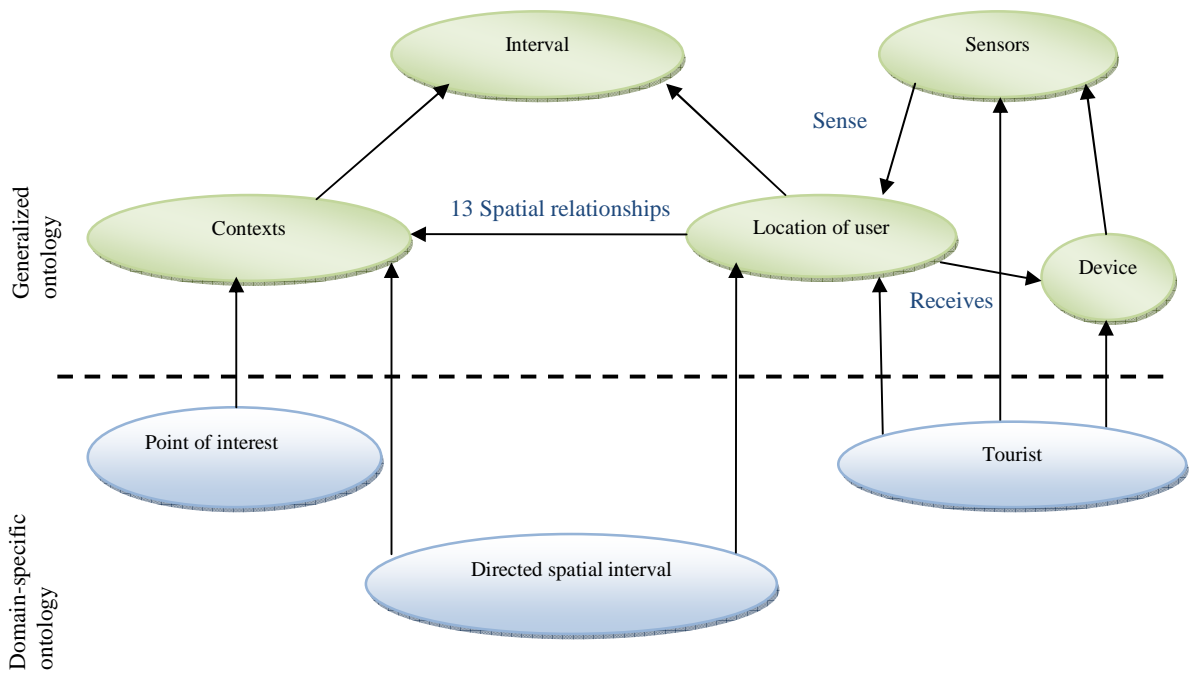 Interval
Sensors
Sense
Generalized
ontology
Contexts
13 Spatial relationships
Location of user
Device
Receives
Point of interest
Tourist
Domain-specific
ontology
Directed spatial interval